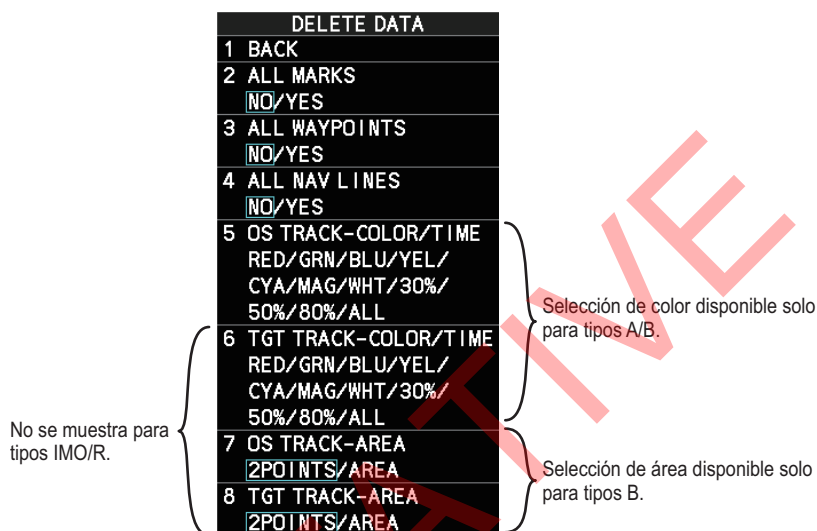 DELETE DATA
1 BACK
2 ALL MARKS
NO/YES
3 ALL WAYPOINTS
NO/YES
4 ALL NAV LINES
NO/YES
5 OS TRACK-COLOR/TIME
RED/GRN/BLU/YEL/
CYA/MAG/WHT/30%/
50%/80%/ALL
6 TGT TRACK-COLOR/TIME
RED/GRN/BLU/YEL/
CYA/MAG/WHT/30%/
50%/80%/ALL
7 OS TRACK-AREA
2POINTS/AREA
8 TGT TRACK-AREA
2POINTS/AREA
Selección de color disponible solo
para tipos A/B.
No se muestra para
tipos IMO/R.
Selección de área disponible solo
para tipos B.
ATIVE